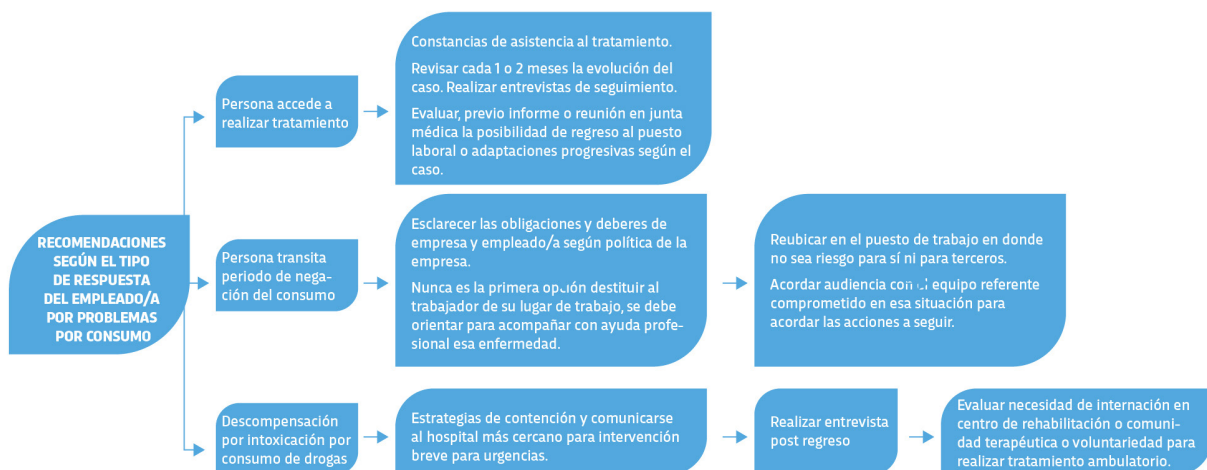 RECOMENDACIONES
SEGÚN EL TIPO
DE RESPUESTA
DEL EMPLEADO/A
POR PROBLEMAS
POR CONSUMO
Persona accede a
realizar tratamiento
Constancias de asistencia al tratamiento.
Revisar cada 1 o 2 meses la evolución del
caso. Realizar entrevistas de seguimiento.
Evaluar, previo informe o reunión en junta
médica la posibilidad de regreso al puesto
laboral o adaptaciones progresivas según el
caso.
Persona transita
periodo de nega-
ción del consumo
Esclarecer las obligaciones y deberes de
empresa y empleado/a según política de la
empresa.
Nunca es la primera opción destituir al
trabajador de su lugar de trabajo, se debe
orientar para acompañar con ayuda profe-
sional esa enfermedad.
Reubicar en el puesto de trabajo en donde
no sea riesgo para sí ni para terceros.
Acordar audiencia con el equipo referente
comprometido en esa situación para
acordar las acciones a seguir.
Descompensación
por intoxicación por
consumo de drogas
Estrategias de contención y comunicarse
al hospital más cercano para intervención
breve para urgencias.
Realizar entrevista
post regreso
Evaluar necesidad de internación en
centro de rehabilitación o comuni-
dad terapéutica o voluntariedad para
realizar tratamiento ambulatorio.